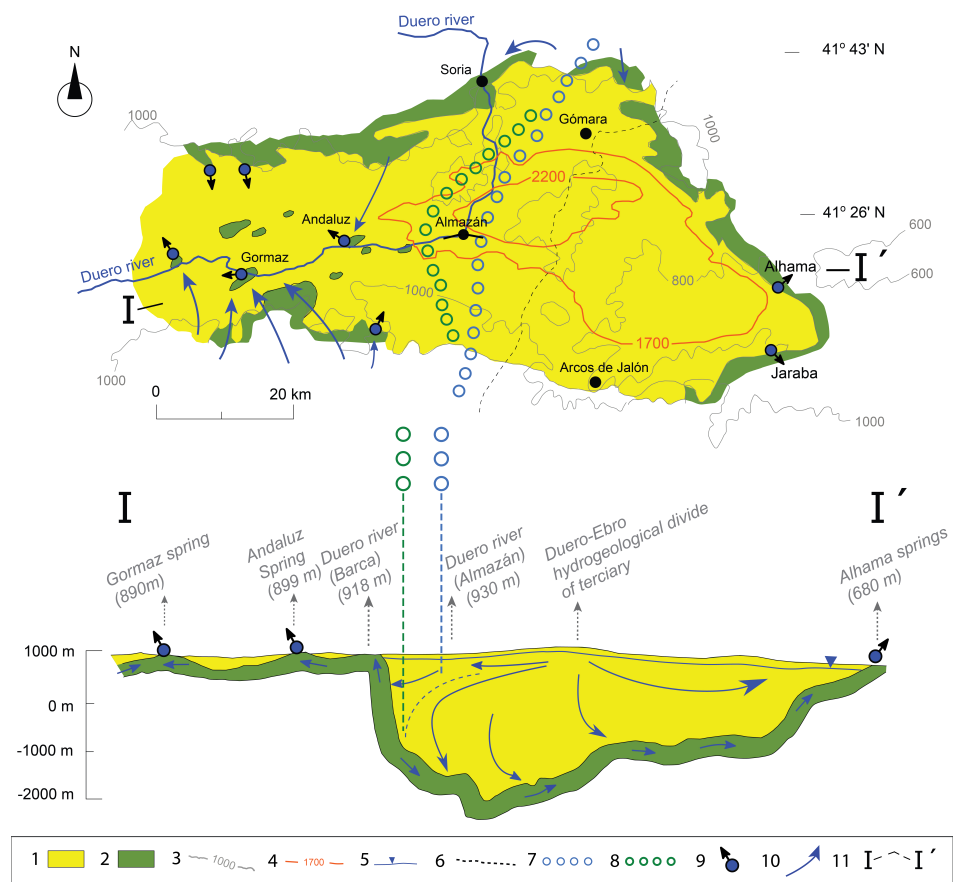 Duero river
N
41º 43' N
Soria
1000
Gómara
1000
2200
41º 26' N
Andaluz
Almazán
600
Gormaz
Alhama
I´
Duero river
800
600
I
1000
1700
1000
Arcos de Jalón
Jaraba
0
20 km
1000
I
I´
Gormaz spring
(890m)
Andaluz
Spring
(899 m)
Duero river
(Barca)
(918 m)
Duero river
(Almazán)
(930 m)
Duero-Ebro
hydrogeological divide
of terciary
Alhama springs
(680 m)
1000 m
0 m
-1000 m
-2000 m
1 2 3 1000 4 1700 5 6 7 8 9 10 11 I I´